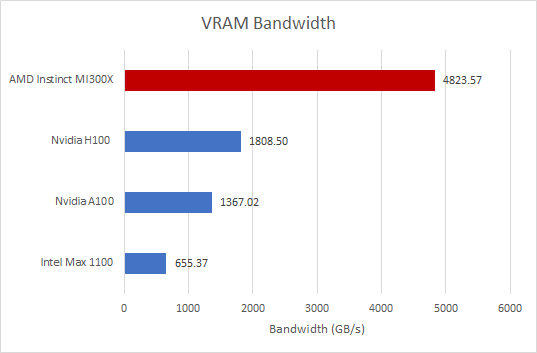 VRAM Bandwidth
AMD Instinct MI300X
4823.57
Nvidia H100
1808.50
Nvidia A100
1367.02
Intel Max 1100
655.37
0 1000 2000 3000 4000 5000 6000
Bandwidth (GB/s)